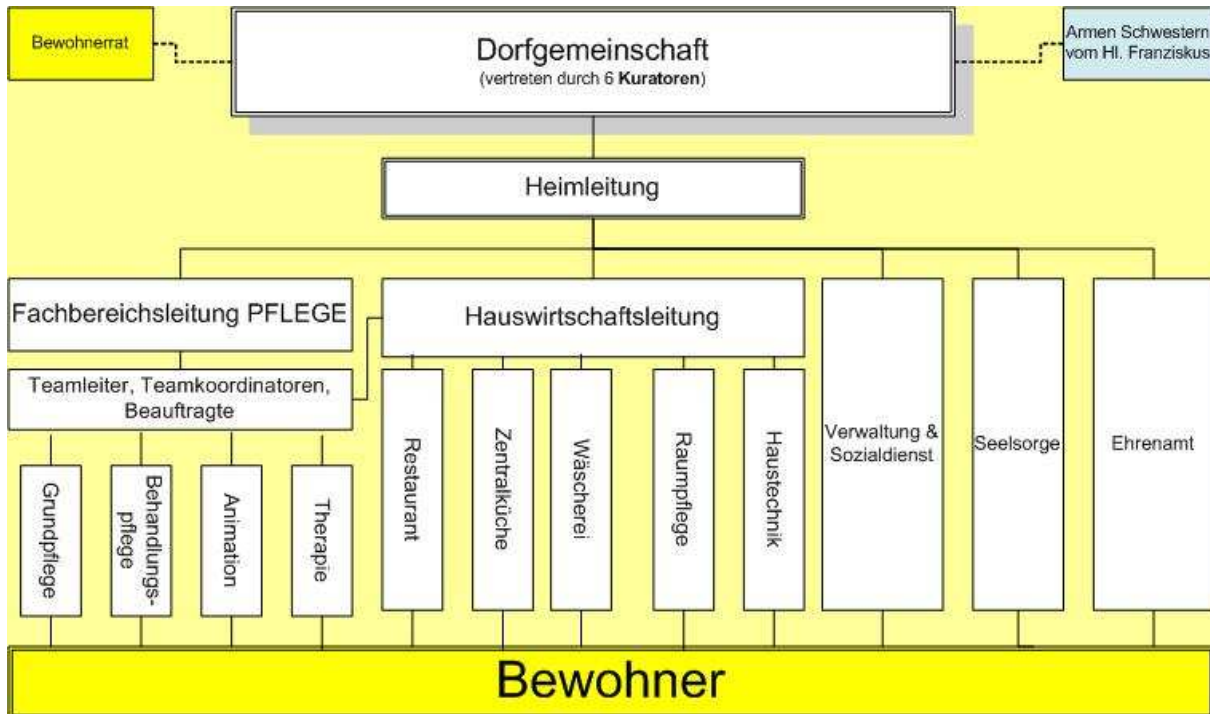 Bewohnerrat
Dorfgemeinschaft
(vertreten durch 6 Kuratoren)
Armen Schwestern
vom Hl. Franziskus
Heimleitung
Fachbereichsleitung PFLEGE
Hauswirtschaftsleitung
Teamleiter, Teamkoordinatoren,
Beauftragte
Grundpflege
Behandlungs-
pflege
Animation
Therapie
Restaurant
Zentralküche
Wäscherei
Raumpflege
Haustechnik
Verwaltung &
Sozialdienst
Seelsorge
Ehrenamt
Bewohner